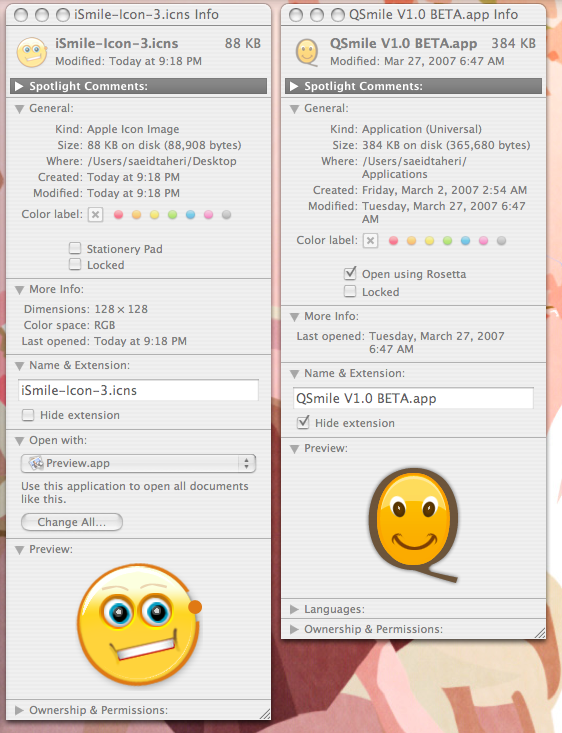 iSmile-Icon-3.icns Info
iSmile-Icon-3.icns 88 KB
Modified: Today at 9:18 PM
Spotlight Comments:
General:
Kind: Apple Icon Image
Size: 88 KB on disk (88,908 bytes)
Where: /Users/saeidtaheri/Desktop
Created: Today at 9:18 PM
Modified: Today at 9:18 PM
Color label:
Stationery Pad
Locked
More Info:
Dimensions: 128 × 128
Color space: RGB
Last opened: Today at 9:18 PM
Name & Extension:
iSmile-Icon-3.icns
Hide extension
Open with:
Preview.app
Use this application to open all documents
like this.
Change All...
Preview:
Ownership & Permissions:
QSmile V1.0 BETA.app Info
QSmile V1.0 BETA.app 384 KB
Modified: Mar 27, 2007 6:47 AM
Spotlight Comments:
General:
Kind: Application (Universal)
Size: 384 KB on disk (365,680 bytes)
Where: /Users/saeidtaheri/
Applications
Created: Friday, March 2, 2007 2:54 AM
Modified: Tuesday, March 27, 2007 6:47
AM
Color label:
Open using Rosetta
Locked
More Info:
Last opened: Tuesday, March 27, 2007
6:47 AM
Name & Extension:
QSmile V1.0 BETA.app
Hide extension
Preview:
Languages:
Ownership & Permissions: